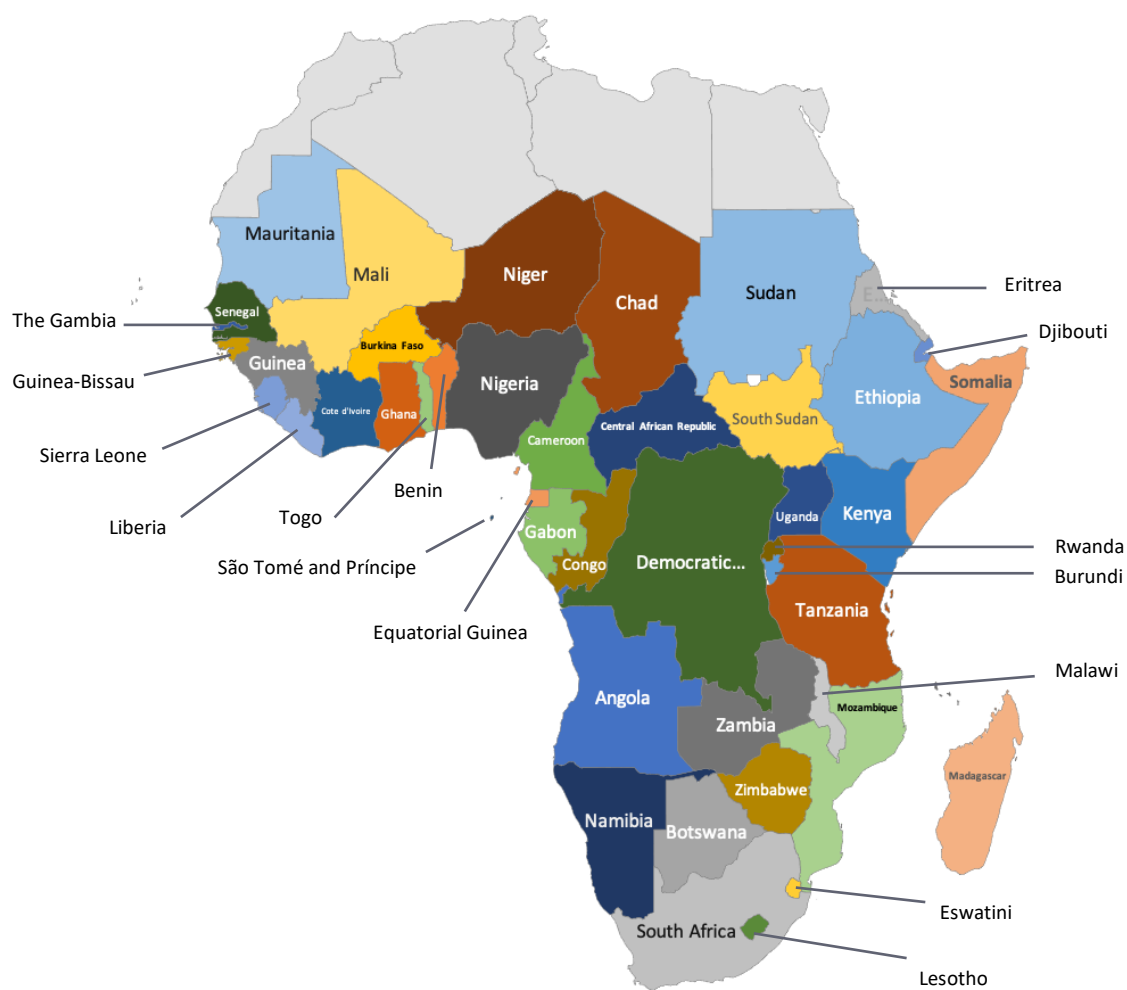 Mauritania
Mali
Niger
Chad
Sudan
E...
Eritrea
Senegal
The Gambia
Djibouti
Burkina Faso
Guinea
Guinea-Bissau
Nigeria
Somalia
Ethiopia
Cote d'Ivoire
Ghana
South Sudan
Central African Republic
Cameroon
Sierra Leone
Benin
Liberia
Togo
Uganda
Kenya
Gabon
Rwanda
São Tomé and Príncipe
Congo
Democratic...
Burundi
Tanzania
Equatorial Guinea
Malawi
Angola
Mozambique
Zambia
Madagascar
Zimbabwe
Namibia
Botswana
Eswatini
South Africa
Lesotho